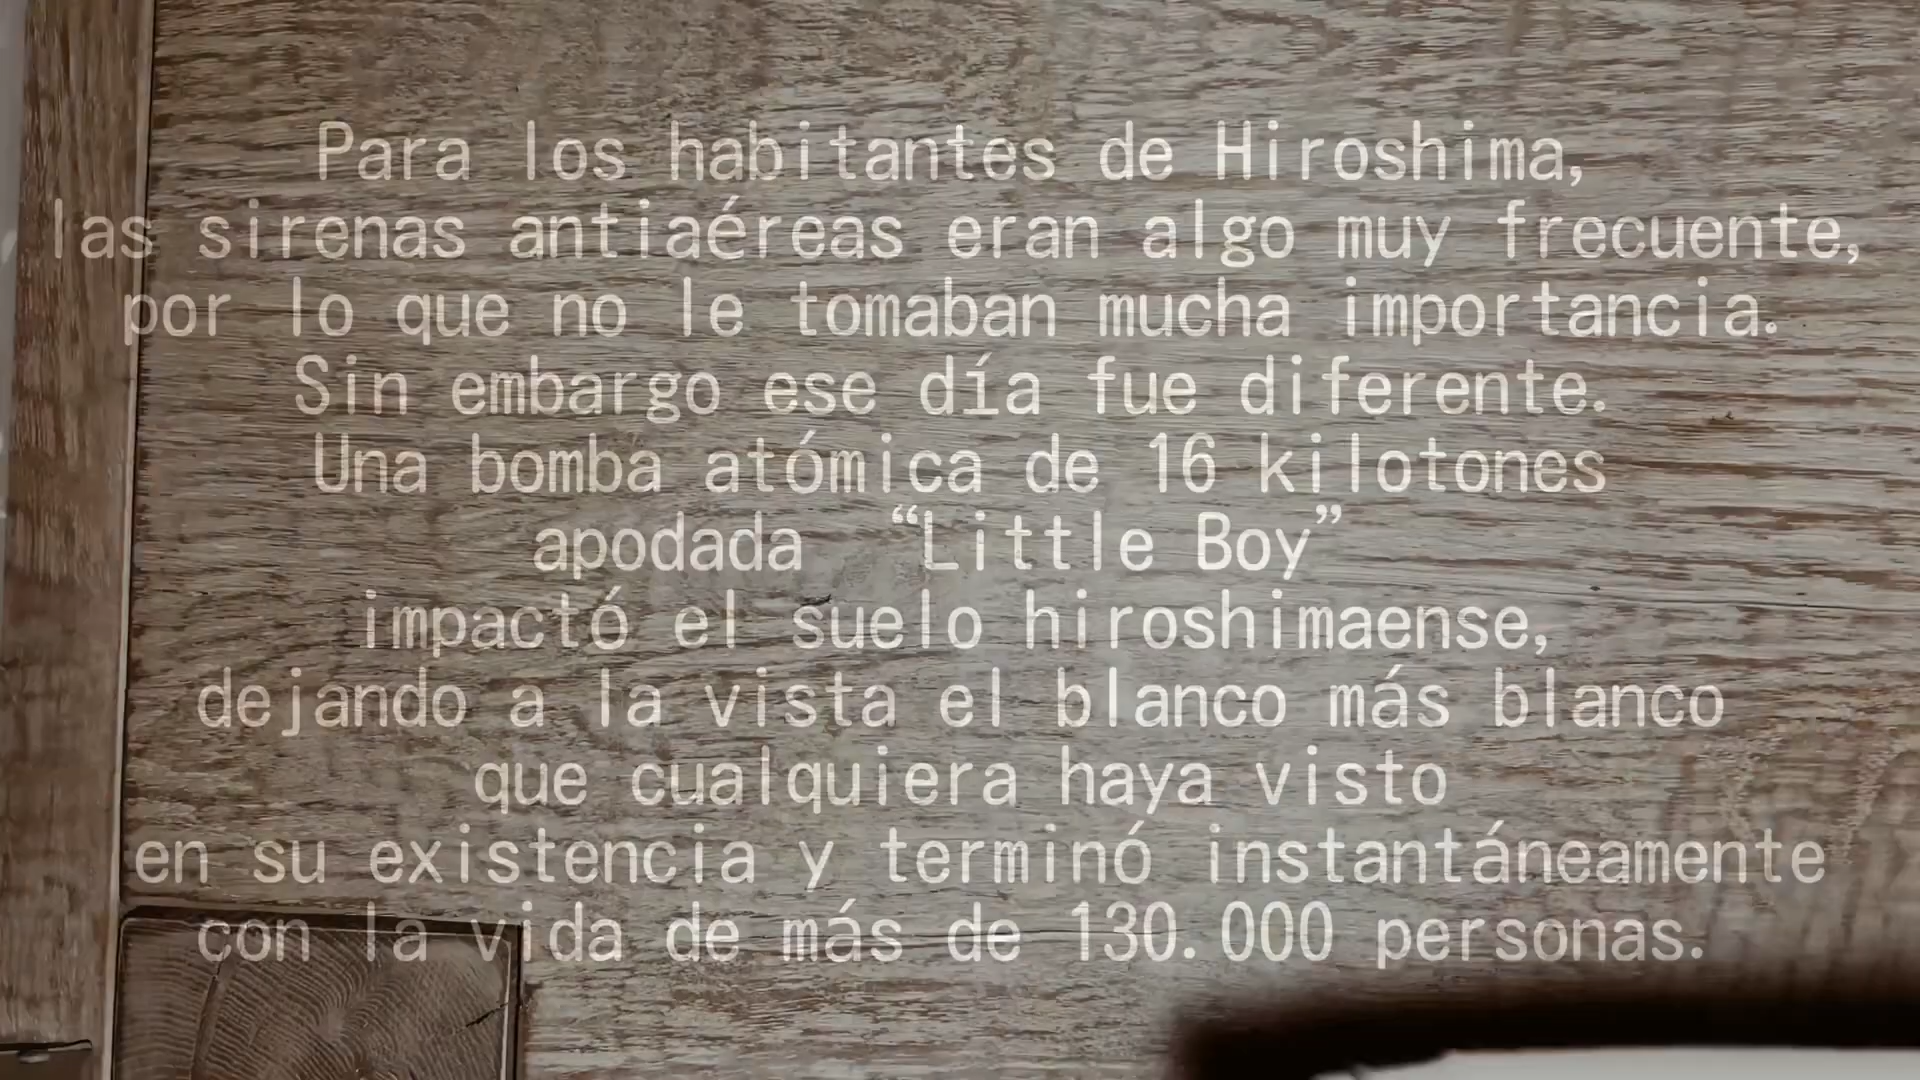 Para los habitantes de Hiroshima,
las sirenas antiaéreas eran algo muy frecuente,
por lo que no le tomaban mucha importancia.
Sin embargo ese día fue diferente.
Una bomba atómica de 16 kilotones
apodada “Little Boy”
impactó el suelo hiroshimaense,
dejando a la vista el blanco más blanco
que cualquiera haya visto
en su existencia y terminó instantáneamente
con la vida de más de 130.000 personas.